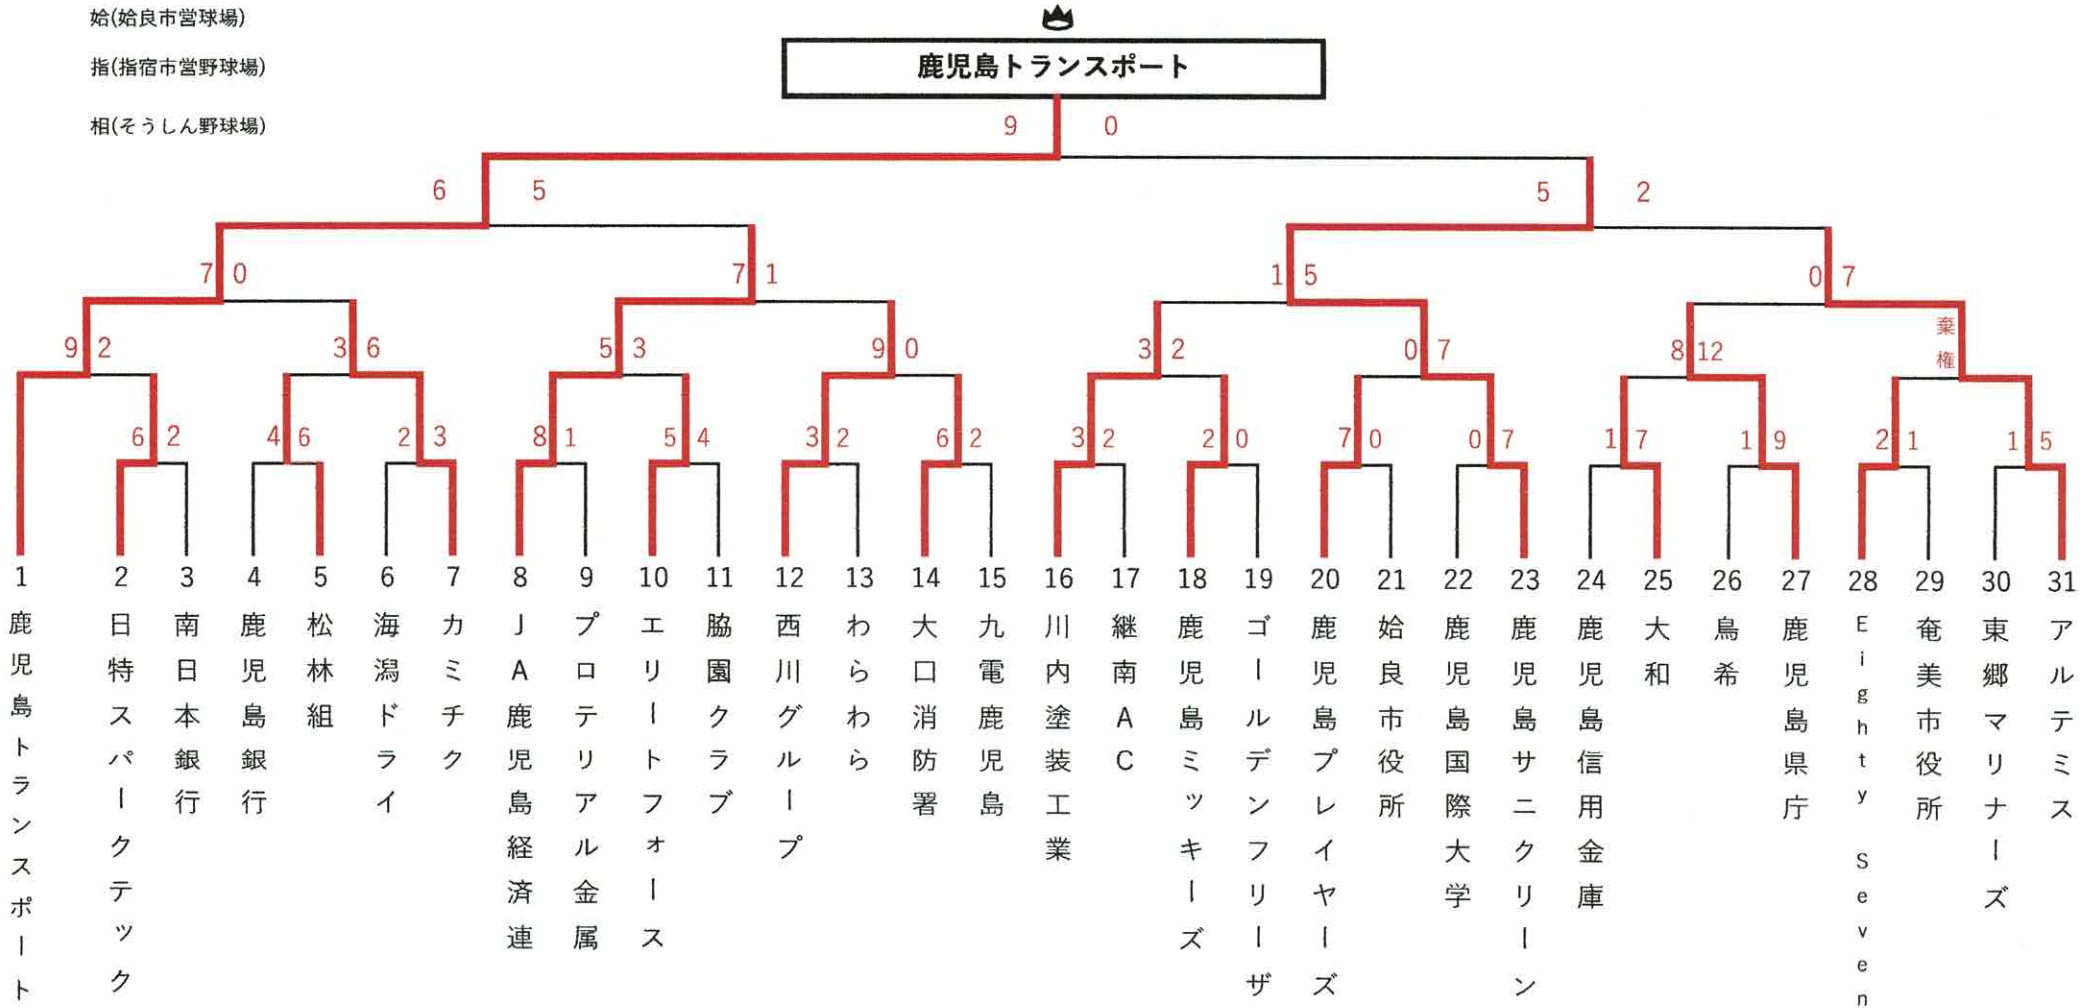 姶(姶良市営球場)
指(指宿市営野球場)
相(そうしん野球場)
鹿児島トランスポート
9 0
6 5
5 2
7 0
7 1
1 5
0 7
9 2
3 6
5 3
9 0
3 2
0 7
8 12
棄権
6 2
4 6
2 3
8 1
5 4
3 2
6 2
3 2
2 0
7 0
0 7
1 7
1 9
2 1
1 5
1 鹿児島トランスポート
2 日特スパークテック
3 南日本銀行
4 鹿児島銀行
5 松林組
6 海潟ドライ
7 カミチク
8 JA鹿児島経済連
9 プロテリアル金属
10 エリートフォース
11 脇園クラブ
12 西川グループ
13 わらわら
14 大口消防署
15 九電鹿児島
16 川内塗装工業
17 継南AC
18 鹿児島ミッキーズ
19 ゴールデンフリーザ
20 鹿児島プレイヤーズ
21 姶良市役所
22 鹿児島国際大学
23 鹿児島サニクリーン
24 鹿児島信用金庫
25 大和
26 鳥希
27 鹿児島県庁
28 Eighty Seven
29 奄美市役所
30 東郷マリナーズ
31 アルテミス